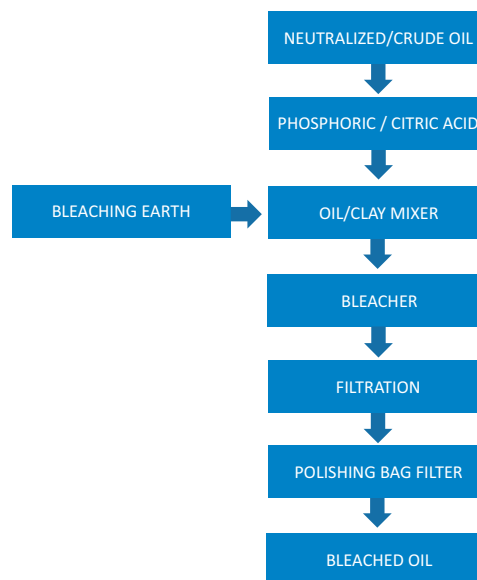 NEUTRALIZED/CRUDE OIL
PHOSPHORIC / CITRIC ACID
BLEACHING EARTH
OIL/CLAY MIXER
BLEACHER
FILTRATION
POLISHING BAG FILTER
BLEACHED OIL